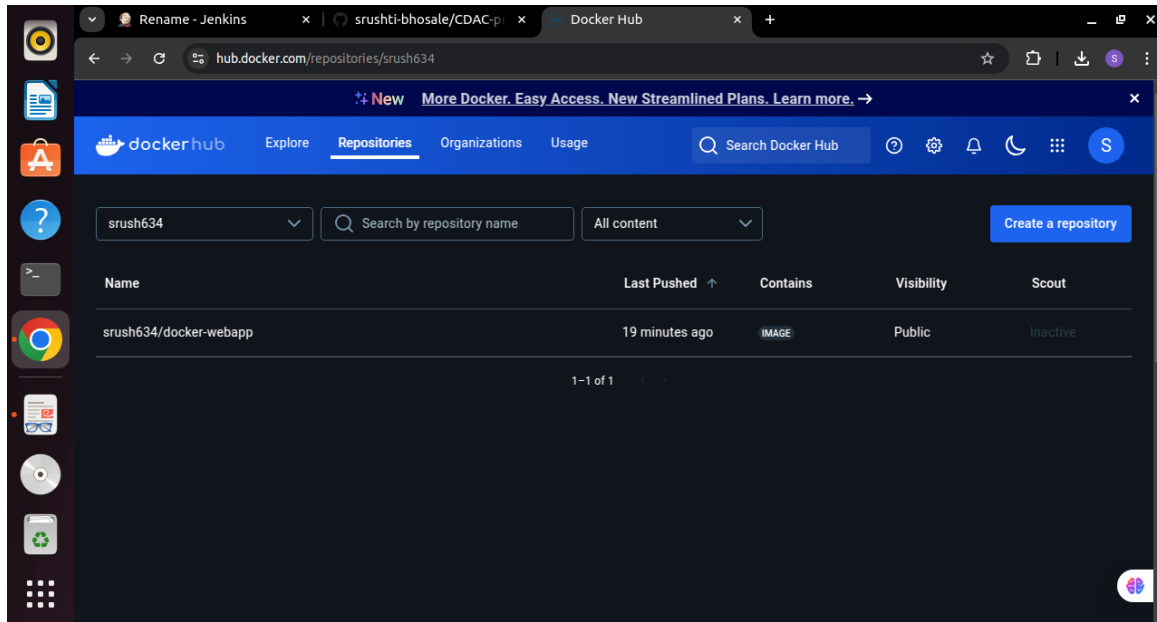 Rename - Jenkins
srushti-bhosale/CDAC-pr
Docker Hub
hub.docker.com/repositories/srush634
S
New More Docker. Easy Access. New Streamlined Plans. Learn more. →
dockerhub Explore Repositories Organizations Usage Search Docker Hub S
srush634 Search by repository name All content Create a repository
Name Last Pushed ↑ Contains Visibility Scout
srush634/docker-webapp 19 minutes ago IMAGE Public Inactive
1–1 of 1